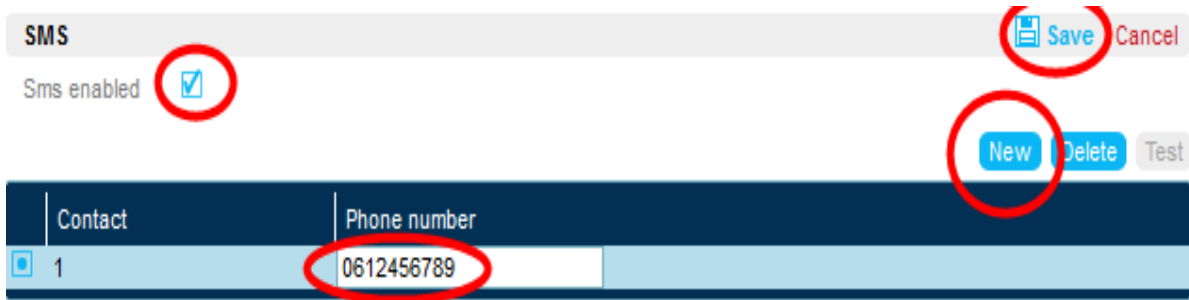 SMS Save Cancel
Sms enabled
New Delete Test
Contact Phone number
1 0612456789